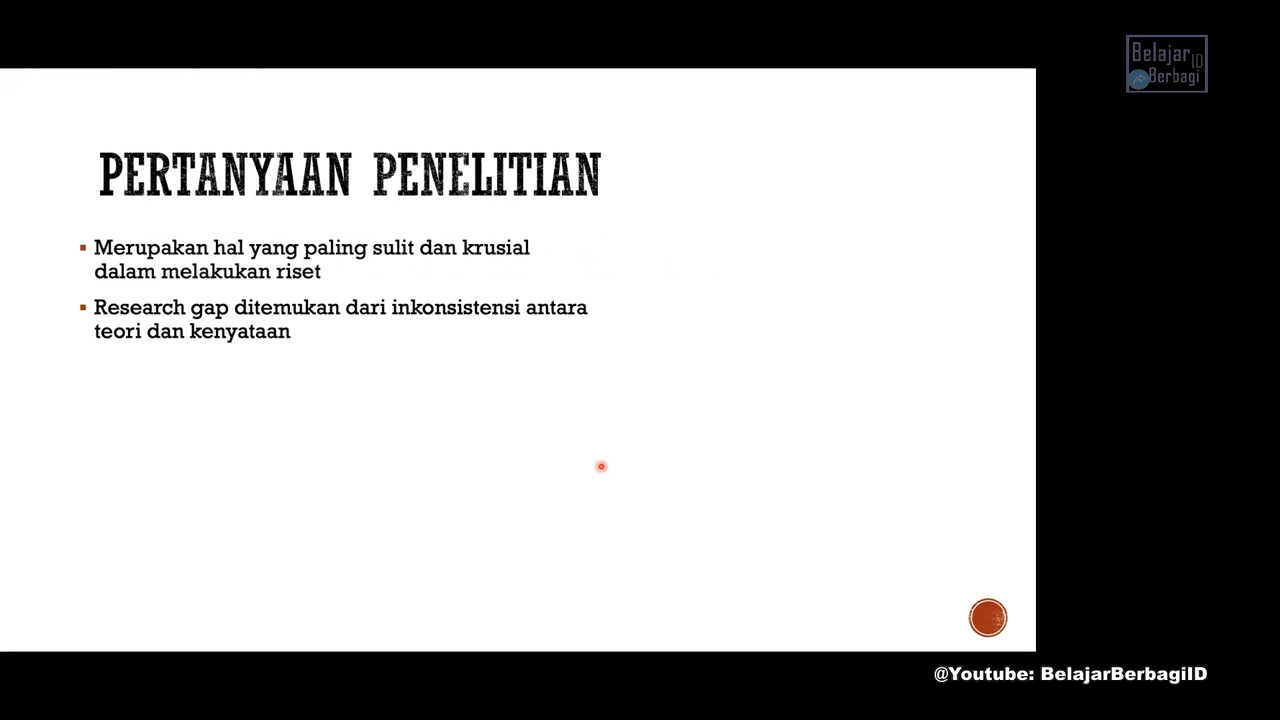 Belajar ID
Berbagi
PERTANYAAN PENELITIAN
▪ Merupakan hal yang paling sulit dan krusial
dalam melakukan riset
▪ Research gap ditemukan dari inkonsistensi antara
teori dan kenyataan
@Youtube: BelajarBerbagiID